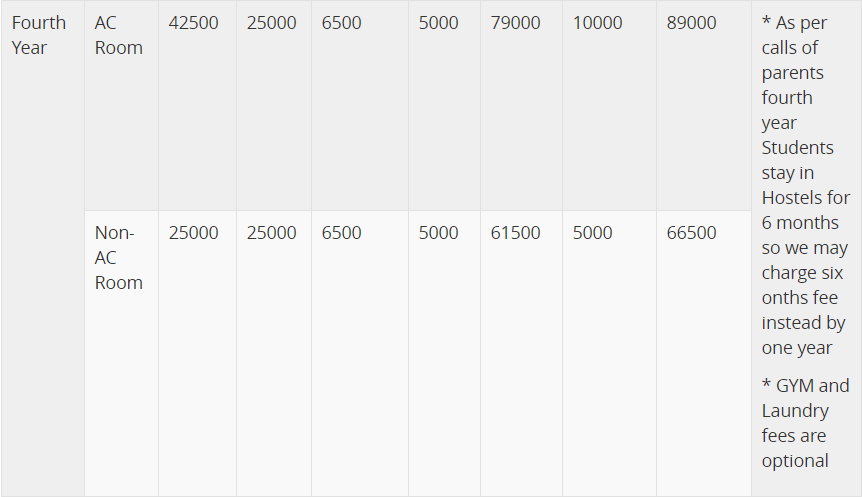 Fourth
Year
AC
Room
42500
25000
6500
5000
79000
10000
89000
* As per
calls of
parents
fourth
year
Students
stay in
Hostels for
6 months
so we may
charge six
onths fee
instead by
one year
* GYM and
Laundry
fees are
optional
Non-
AC
Room
25000
25000
6500
5000
61500
5000
66500